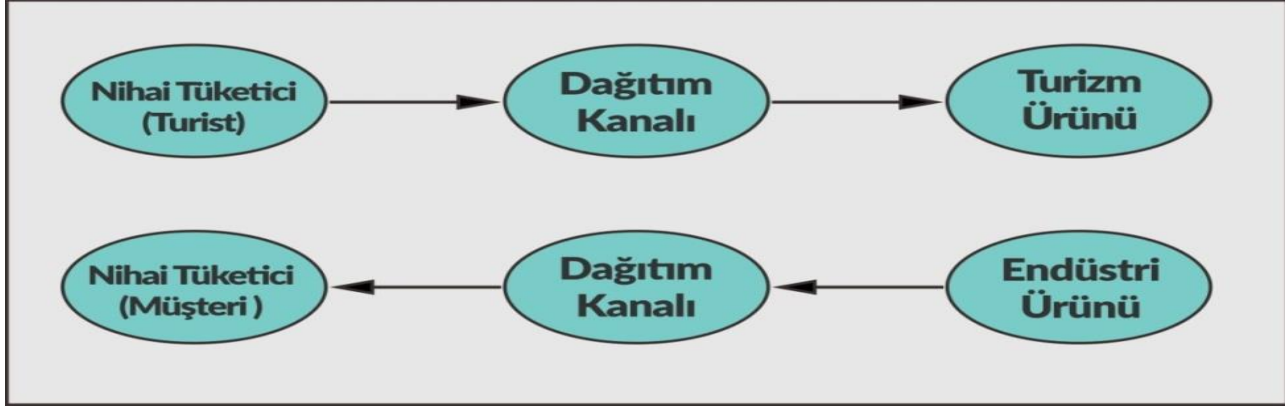 Nihai Tüketici
(Turist)
Dağıtım
Kanalı
Turizm
Ürünü
Nihai Tüketici
(Müşteri )
Dağıtım
Kanalı
Endüstri
Ürünü